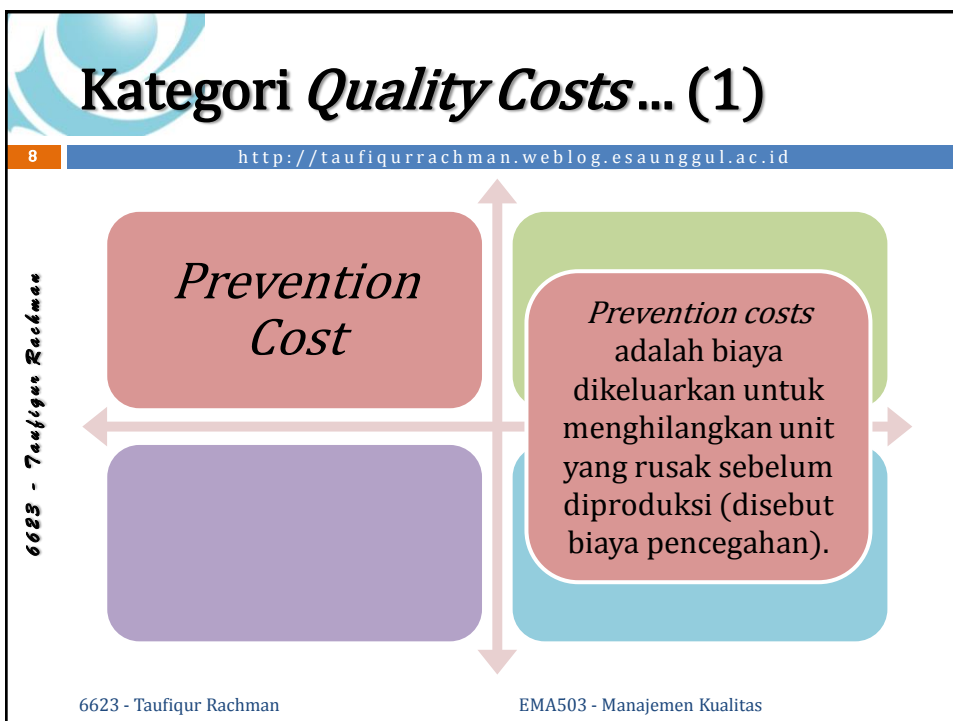 Kategori Quality Costs ... (1)
8
http://taufiqurrachman.weblog.esaunggul.ac.id
6623 - Taufiqur Rachman
Prevention
Cost
Prevention costs
adalah biaya
dikeluarkan untuk
menghilangkan unit
yang rusak sebelum
diproduksi (disebut
biaya pencegahan).
6623 - Taufiqur Rachman
EMA503 - Manajemen Kualitas